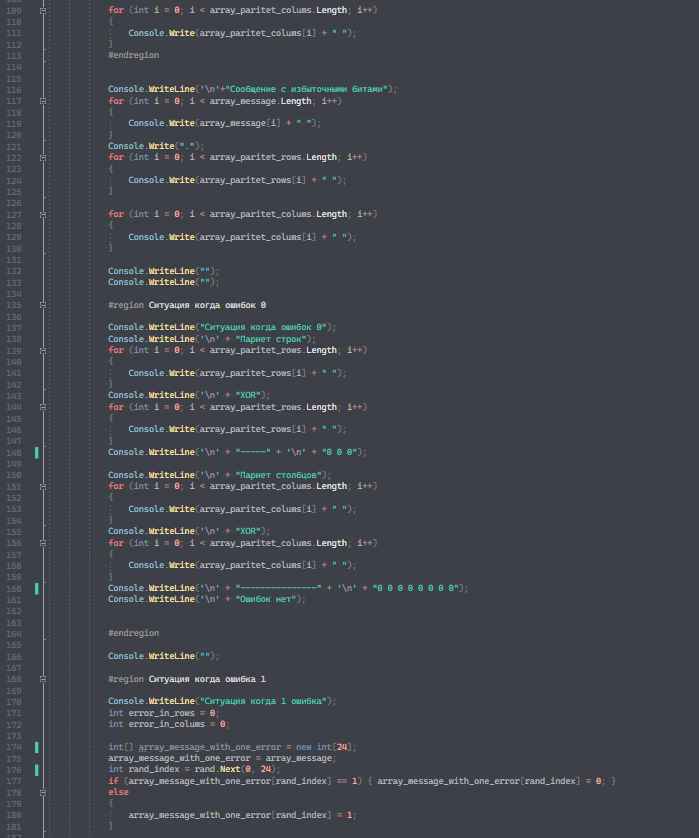 109 for (int i = 0; i < array_paritet_colums.Length; i++)
110 {
111 Console.Write(array_paritet_colums[i] + " ");
112 }
113 #endregion
114
115
116 Console.WriteLine('\n'+"Сообщение с избыточными битами");
117 for (int i = 0; i < array_message.Length; i++)
118 {
119 Console.Write(array_message[i] + " ");
120 }
121 Console.Write(".");
122 for (int i = 0; i < array_paritet_rows.Length; i++)
123 {
124 Console.Write(array_paritet_rows[i] + " ");
125 }
126
127 for (int i = 0; i < array_paritet_colums.Length; i++)
128 {
129 Console.Write(array_paritet_colums[i] + " ");
130 }
131
132 Console.WriteLine("");
133 Console.WriteLine("");
134
135 #region Ситуация когда ошибок 0
136
137 Console.WriteLine("Ситуация когда ошибок 0");
138 Console.WriteLine('\n' + "Париет строк");
139 for (int i = 0; i < array_paritet_rows.Length; i++)
140 {
141 Console.Write(array_paritet_rows[i] + " ");
142 }
143 Console.WriteLine('\n' + "XOR");
144 for (int i = 0; i < array_paritet_rows.Length; i++)
145 {
146 Console.Write(array_paritet_rows[i] + " ");
147 }
148 Console.WriteLine('\n' + "-----" + '\n' + "0 0 0");
149
150 Console.WriteLine('\n' + "Париет столбцов");
151 for (int i = 0; i < array_paritet_colums.Length; i++)
152 {
153 Console.Write(array_paritet_colums[i] + " ");
154 }
155 Console.WriteLine('\n' + "XOR");
156 for (int i = 0; i < array_paritet_colums.Length; i++)
157 {
158 Console.Write(array_paritet_colums[i] + " ");
159 }
160 Console.WriteLine('\n' + "---------------" + '\n' + "0 0 0 0 0 0 0 0");
161 Console.WriteLine('\n' + "Ошибок нет");
162
163
164 #endregion
165
166 Console.WriteLine("");
167
168 #region Ситуация когда ошибка 1
169
170 Console.WriteLine("Ситуация когда 1 ошибка");
171 int error_in_rows = 0;
172 int error_in_colums = 0;
173
174 int[] array_message_with_one_error = new int[24];
175 array_message_with_one_error = array_message;
176 int rand_index = rand.Next(0, 24);
177 if (array_message_with_one_error[rand_index] == 1) { array_message_with_one_error[rand_index] = 0; }
178 else
179 {
180 array_message_with_one_error[rand_index] = 1;
181 }